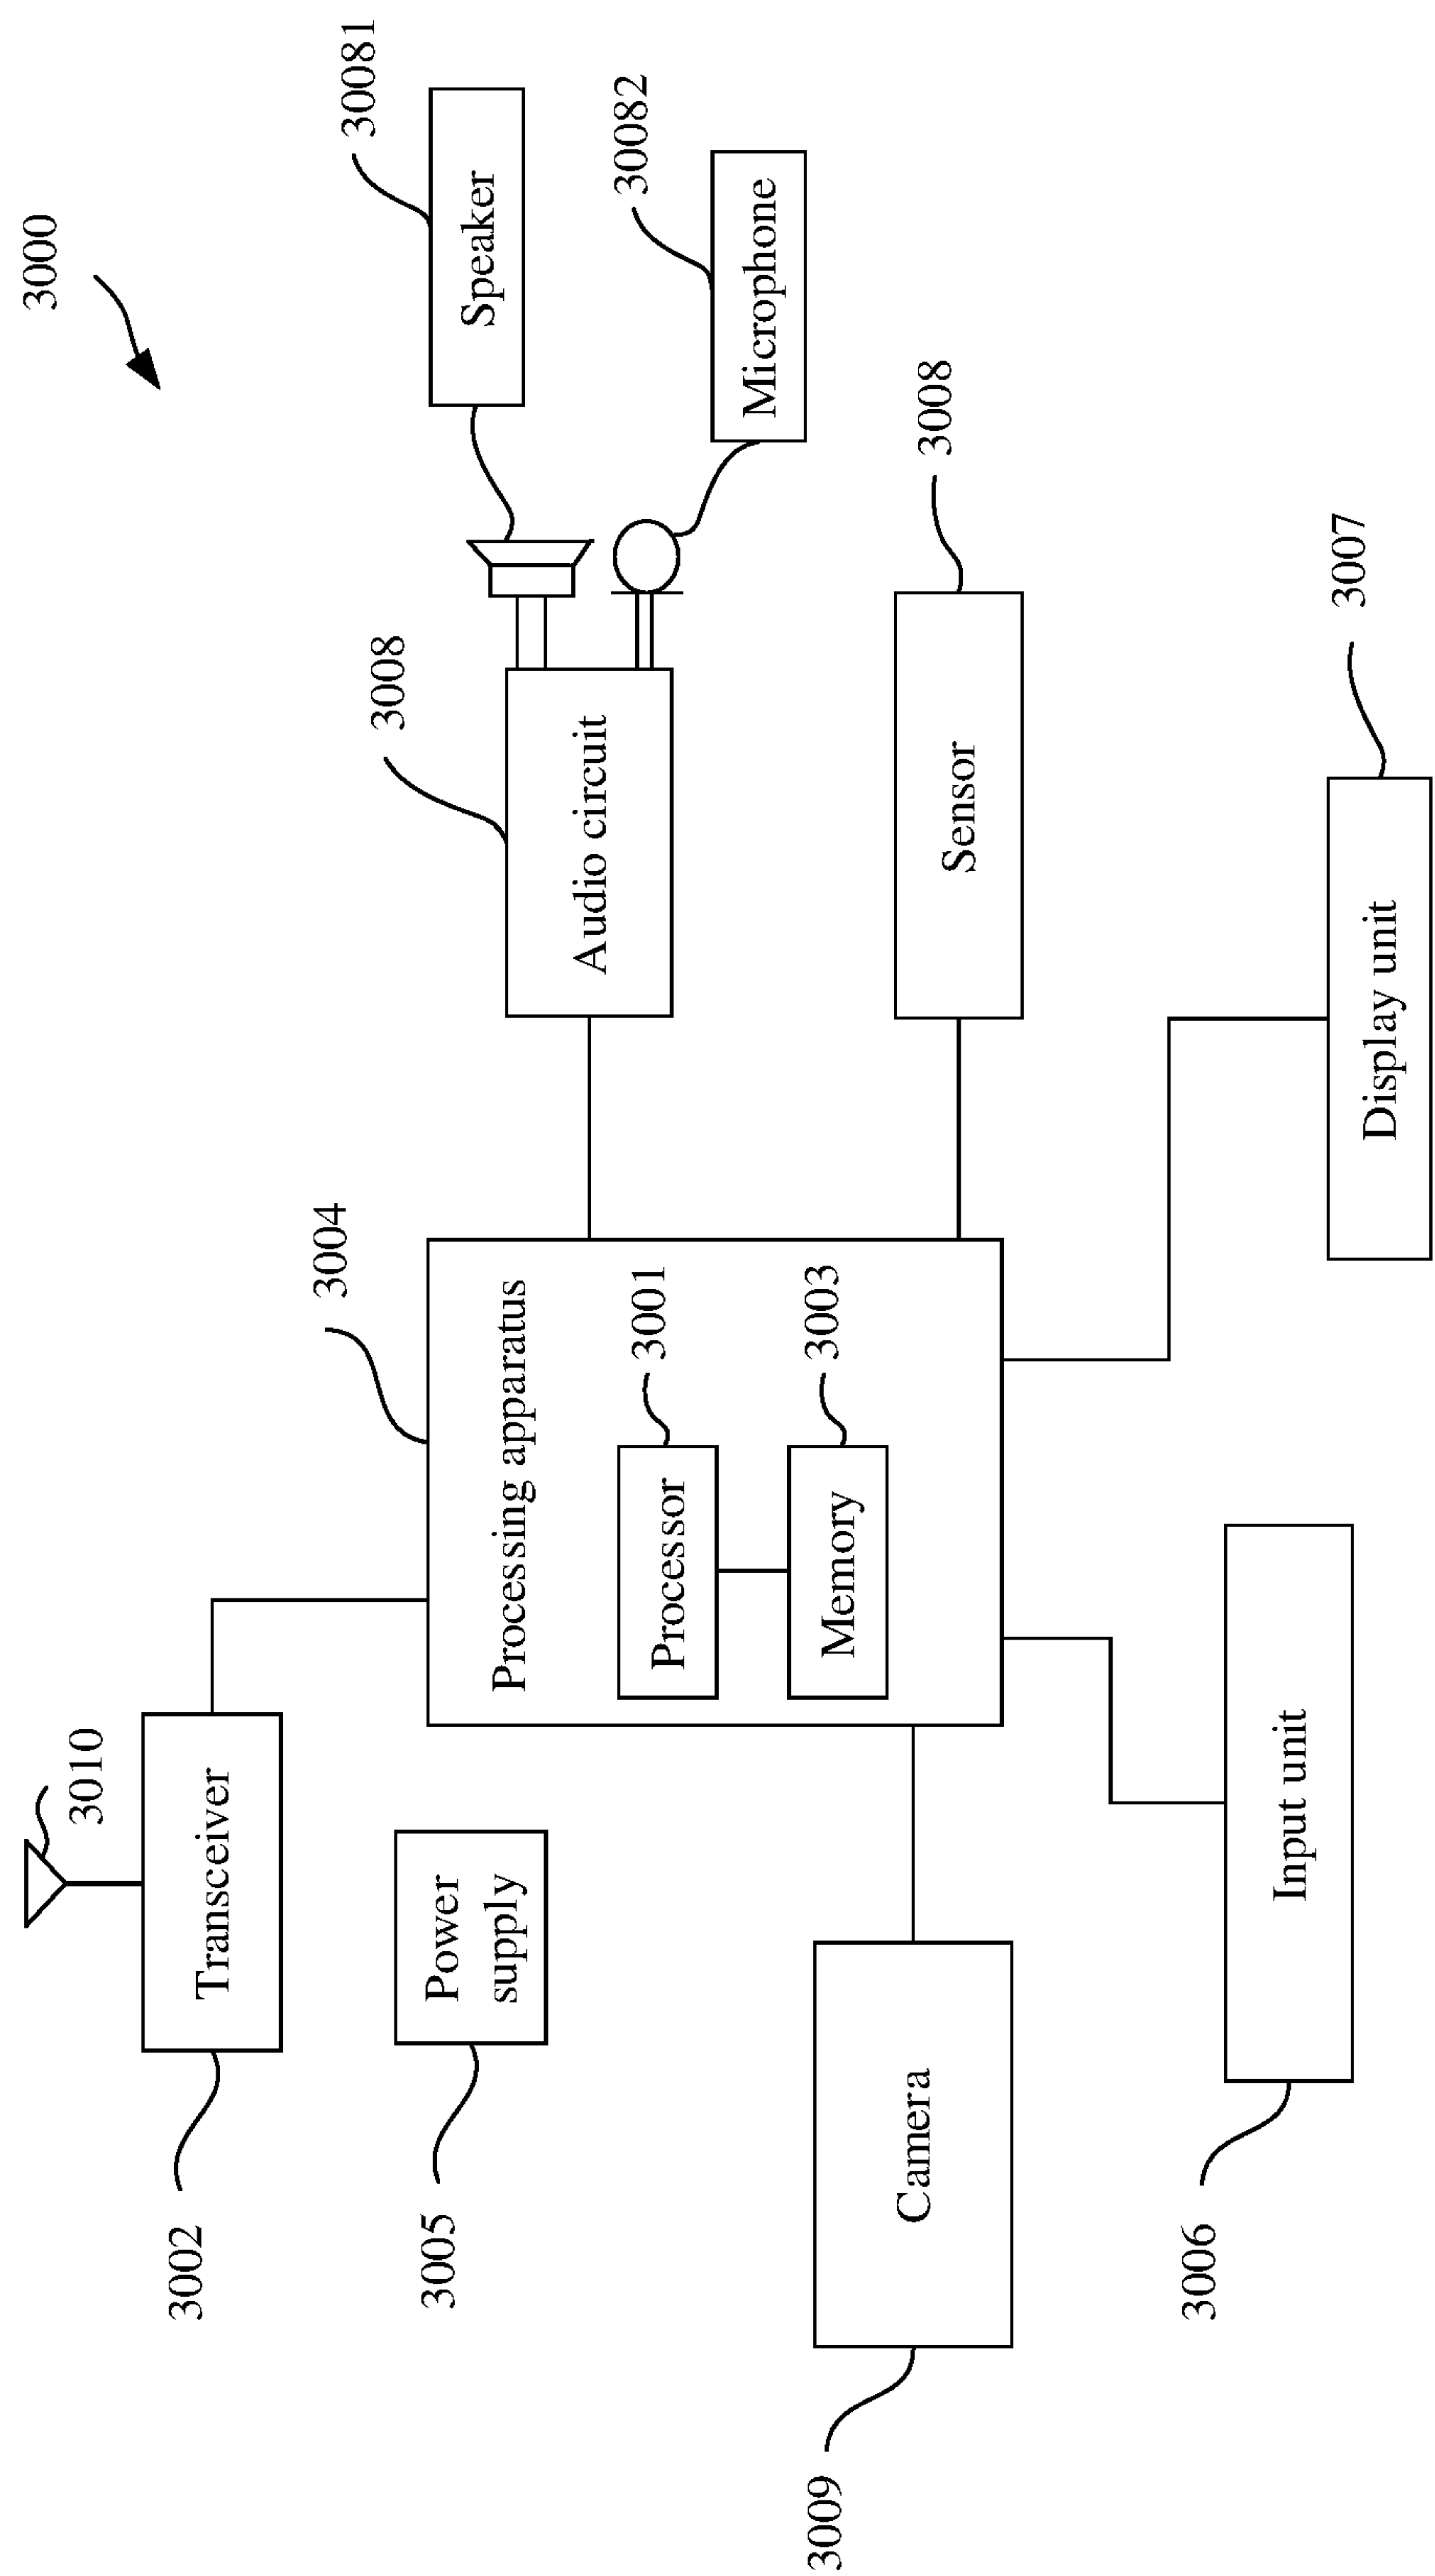 3000
3010
3002
Transceiver
3004
3008
30081
Speaker
3005
Power
supply
Processing apparatus
Audio circuit
30082
Microphone
Processor
3001
Memory
3003
3009
Camera
Sensor
3008
3006
Input unit
Display unit
3007